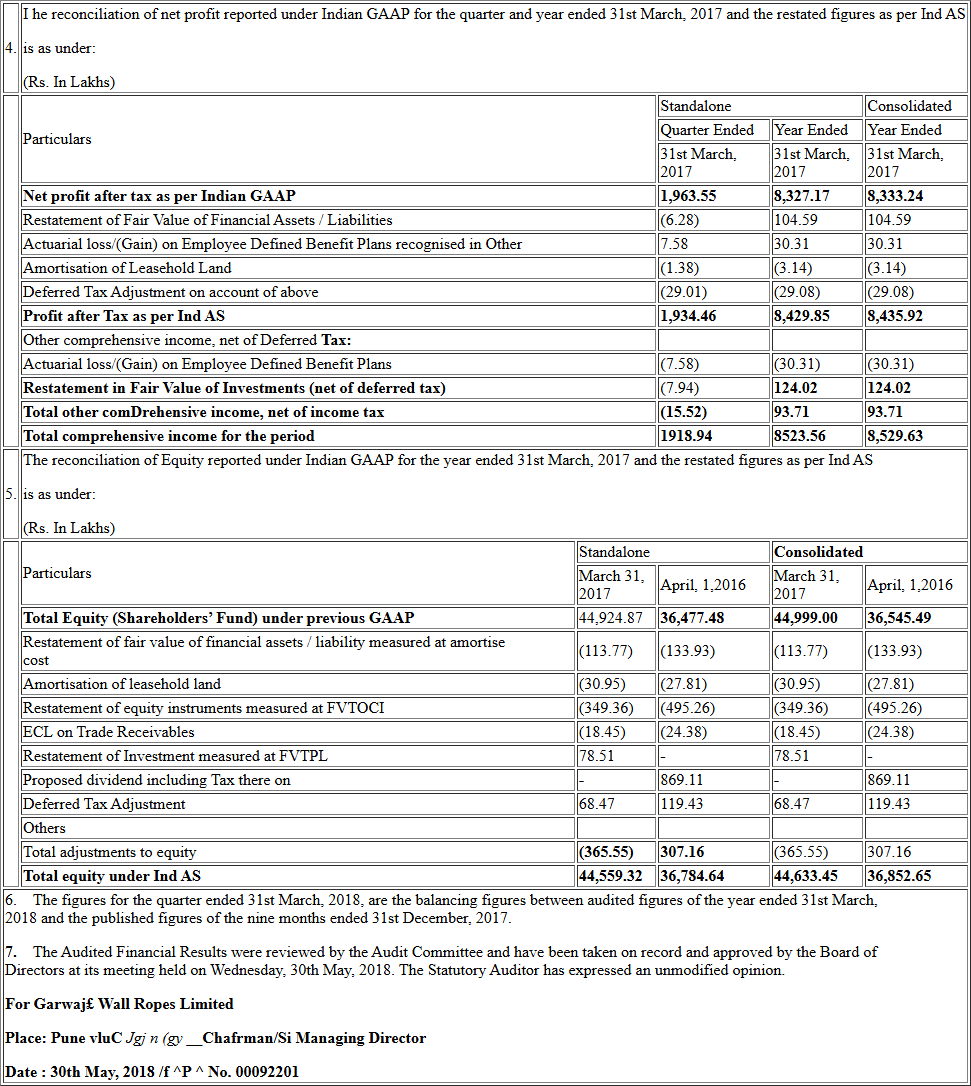 I he reconciliation of net profit reported under Indian GAAP for the quarter and year ended 31st March, 2017 and the restated figures as per Ind AS
4. is as under:
(Rs. In Lakhs)
Particulars
Standalone Consolidated
Quarter Ended Year Ended Year Ended
31st March, 31st March, 31st March,
2017 2017 2017
Net profit after tax as per Indian GAAP 1,963.55 8,327.17 8,333.24
Restatement of Fair Value of Financial Assets / Liabilities (6.28) 104.59 104.59
Actuarial loss/(Gain) on Employee Defined Benefit Plans recognised in Other 7.58 30.31 30.31
Amortisation of Leasehold Land (1.38) (3.14) (3.14)
Deferred Tax Adjustment on account of above (29.01) (29.08) (29.08)
Profit after Tax as per Ind AS 1,934.46 8,429.85 8,435.92
Other comprehensive income, net of Deferred Tax:
Actuarial loss/(Gain) on Employee Defined Benefit Plans (7.58) (30.31) (30.31)
Restatement in Fair Value of Investments (net of deferred tax) (7.94) 124.02 124.02
Total other comDrehensive income, net of income tax (15.52) 93.71 93.71
Total comprehensive income for the period 1918.94 8523.56 8,529.63
The reconciliation of Equity reported under Indian GAAP for the year ended 31st March, 2017 and the restated figures as per Ind AS
5. is as under:
(Rs. In Lakhs)
Particulars
Standalone Consolidated
March 31, 2017 April, 1,2016 March 31, 2017 April, 1,2016
Total Equity (Shareholders' Fund) under previous GAAP 44,924.87 36,477.48 44,999.00 36,545.49
Restatement of fair value of financial assets / liability measured at amortise
cost (113.77) (133.93) (113.77) (133.93)
Amortisation of leasehold land (30.95) (27.81) (30.95) (27.81)
Restatement of equity instruments measured at FVTOCI (349.36) (495.26) (349.36) (495.26)
ECL on Trade Receivables (18.45) (24.38) (18.45) (24.38)
Restatement of Investment measured at FVTPL 78.51 - 78.51 -
Proposed dividend including Tax there on - 869.11 - 869.11
Deferred Tax Adjustment 68.47 119.43 68.47 119.43
Others
Total adjustments to equity (365.55) 307.16 (365.55) 307.16
Total equity under Ind AS 44,559.32 36,784.64 44,633.45 36,852.65
6. The figures for the quarter ended 31st March, 2018, are the balancing figures between audited figures of the year ended 31st March,
2018 and the published figures of the nine months ended 31st December, 2017.
7. The Audited Financial Results were reviewed by the Audit Committee and have been taken on record and approved by the Board of
Directors at its meeting held on Wednesday, 30th May, 2018. The Statutory Auditor has expressed an unmodified opinion.
For Garwaj£ Wall Ropes Limited
Place: Pune vluC Jgj n (gy __Chafrman/Si Managing Director
Date : 30th May, 2018 /f ^P ^ No. 00092201